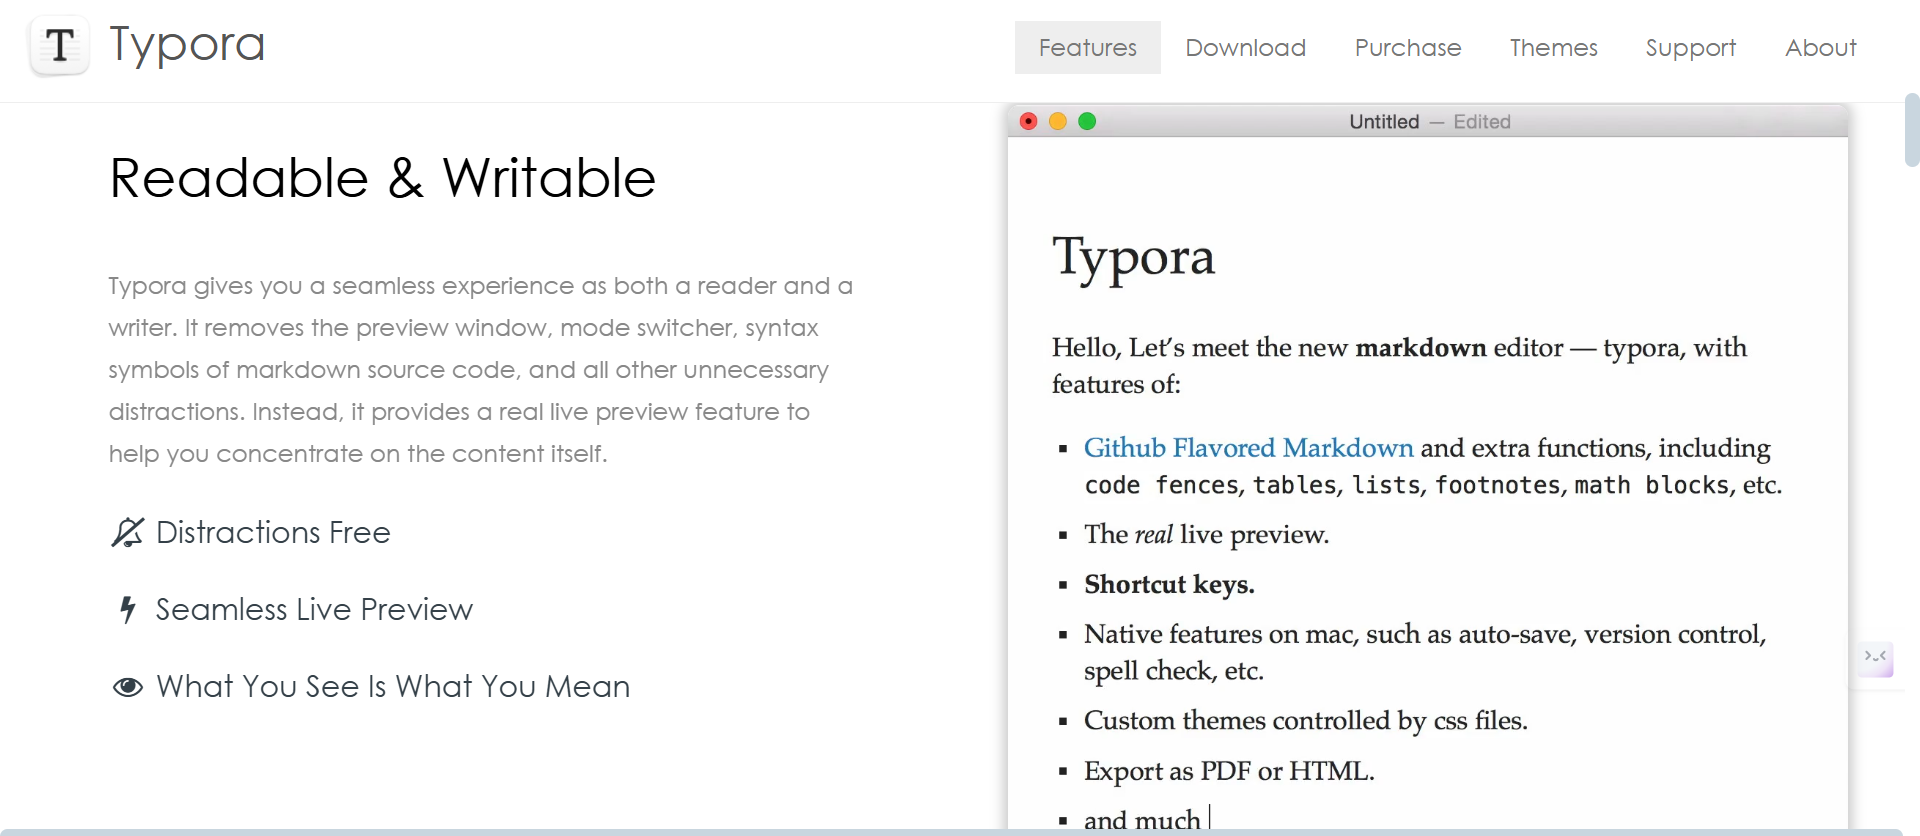 T Typora
Features Download Purchase Themes Support About
Readable & Writable
Typora gives you a seamless experience as both a reader and a
writer. It removes the preview window, mode switcher, syntax
symbols of markdown source code, and all other unnecessary
distractions. Instead, it provides a real live preview feature to
help you concentrate on the content itself.
Distractions Free
Seamless Live Preview
What You See Is What You Mean
Untitled — Edited
Typora
Hello, Let’s meet the new markdown editor — typora, with
features of:
▪ Github Flavored Markdown and extra functions, including
code fences, tables, lists, footnotes, math blocks, etc.
▪ The real live preview.
▪ Shortcut keys.
▪ Native features on mac, such as auto-save, version control,
spell check, etc.
▪ Custom themes controlled by css files.
▪ Export as PDF or HTML.
▪ and much